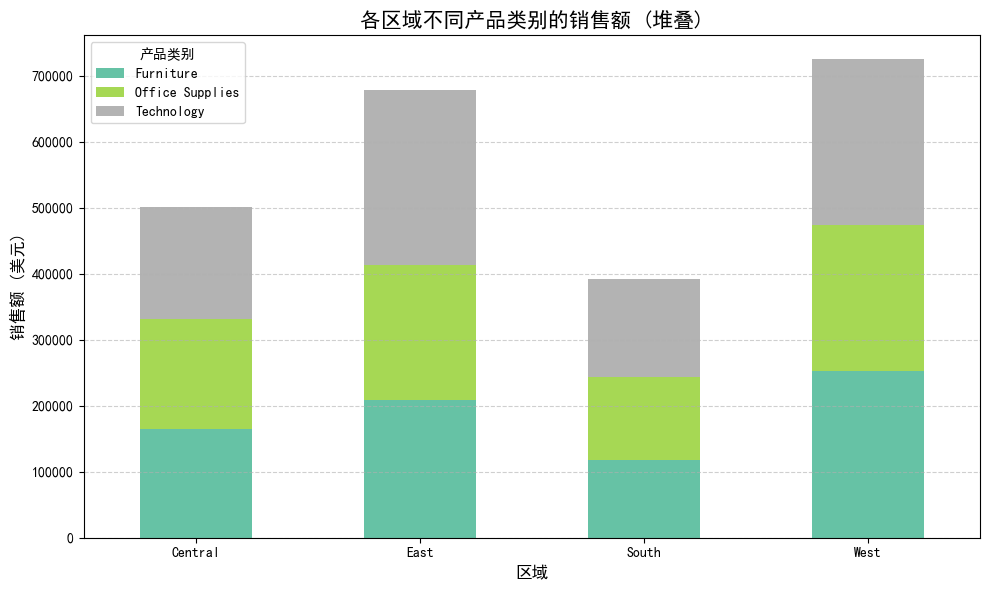 各区域不同产品类别的销售额 (堆叠)
产品类别
Furniture
Office Supplies
Technology
销售额 (美元)
700000
600000
500000
400000
300000
200000
100000
0
Central
East
South
West
区域